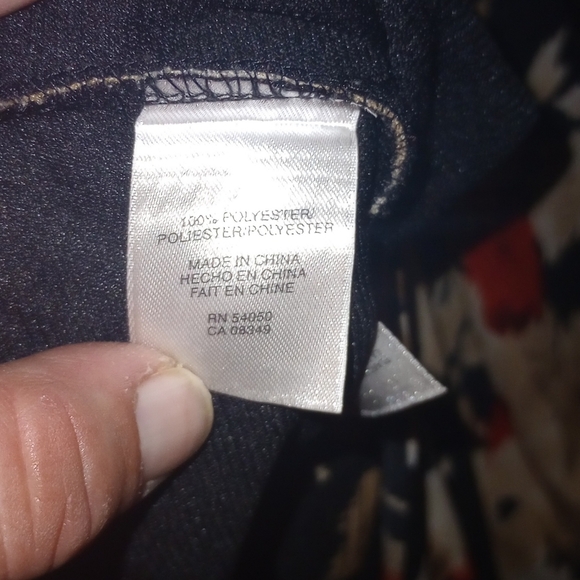 100% POLYESTER/
POLIESTER/POLYESTER
MADE IN CHINA
HECHO EN CHINA
FAIT EN CHINE
RN 54050
CA 08349